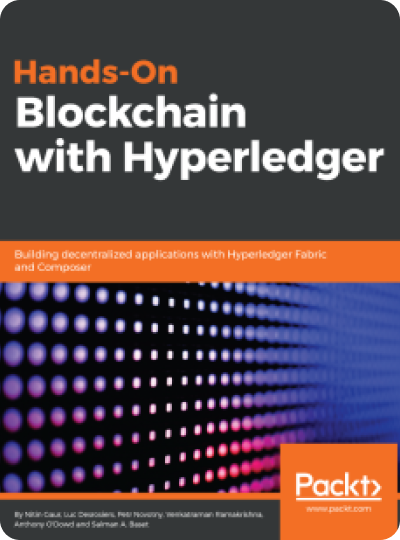 Hands-On
Blockchain
with Hyperledger
Building decentralized applications with Hyperledger Fabric
and Composer
Packt>
www.packt.com
By Nitin Gaur, Luc Desrosiers, Petr Novotny, Venkatraman Ramakrishna,
Anthony O'Dowd and Salman A. Baset